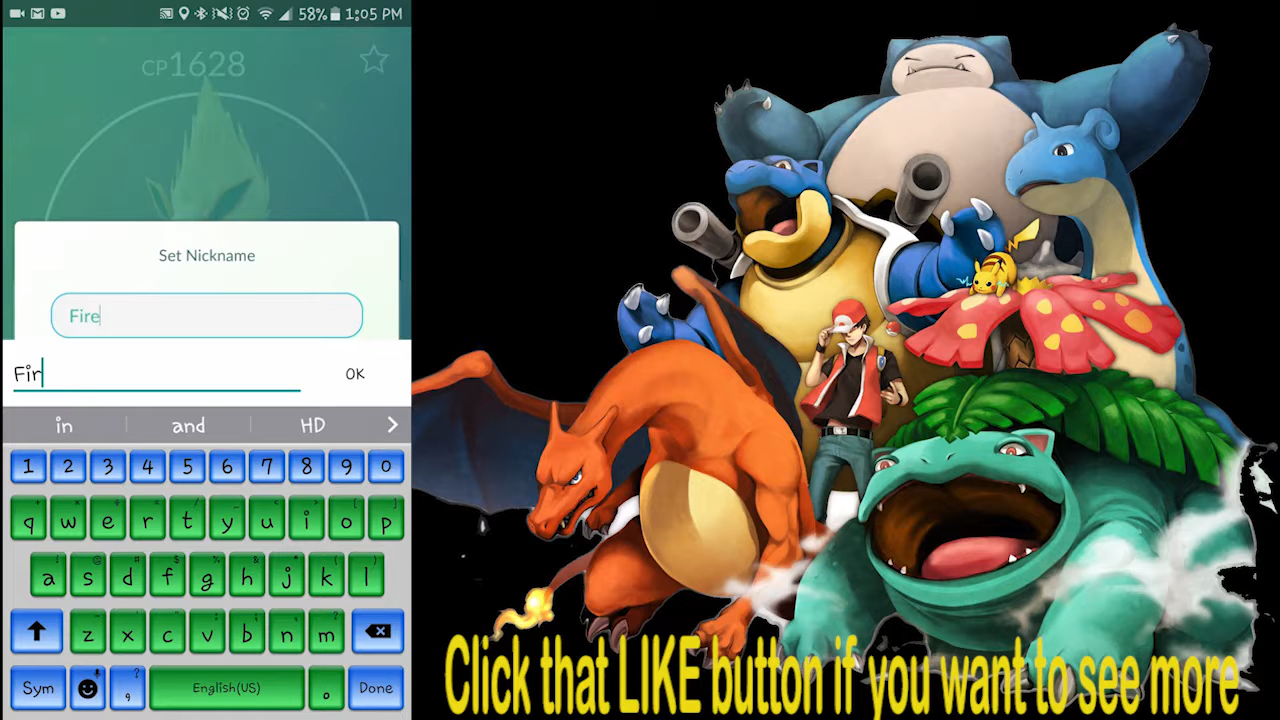 58% 1:05 PM
CP1628
Set Nickname
Fire
Fir
OK
in and HD
1 2 3 4 5 6 7 8 9 0
q w e r t y u i o p
a s d f g h j k l
z x c v b n m
Sym , English(US) . Done
Click that LIKE button if you want to see more